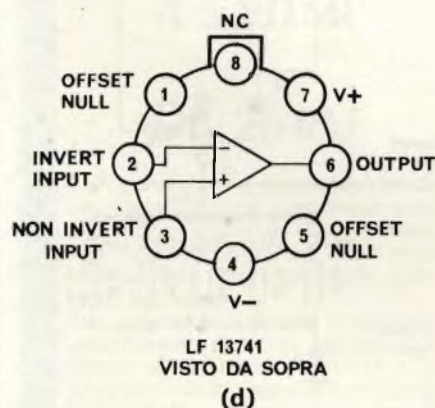 NC
8
OFFSET
NULL
1
7
V+
INVERT
INPUT
2
−
+
6
OUTPUT
NON INVERT
INPUT
3
5
OFFSET
NULL
4
V−
LF 13741
VISTO DA SOPRA
(d)